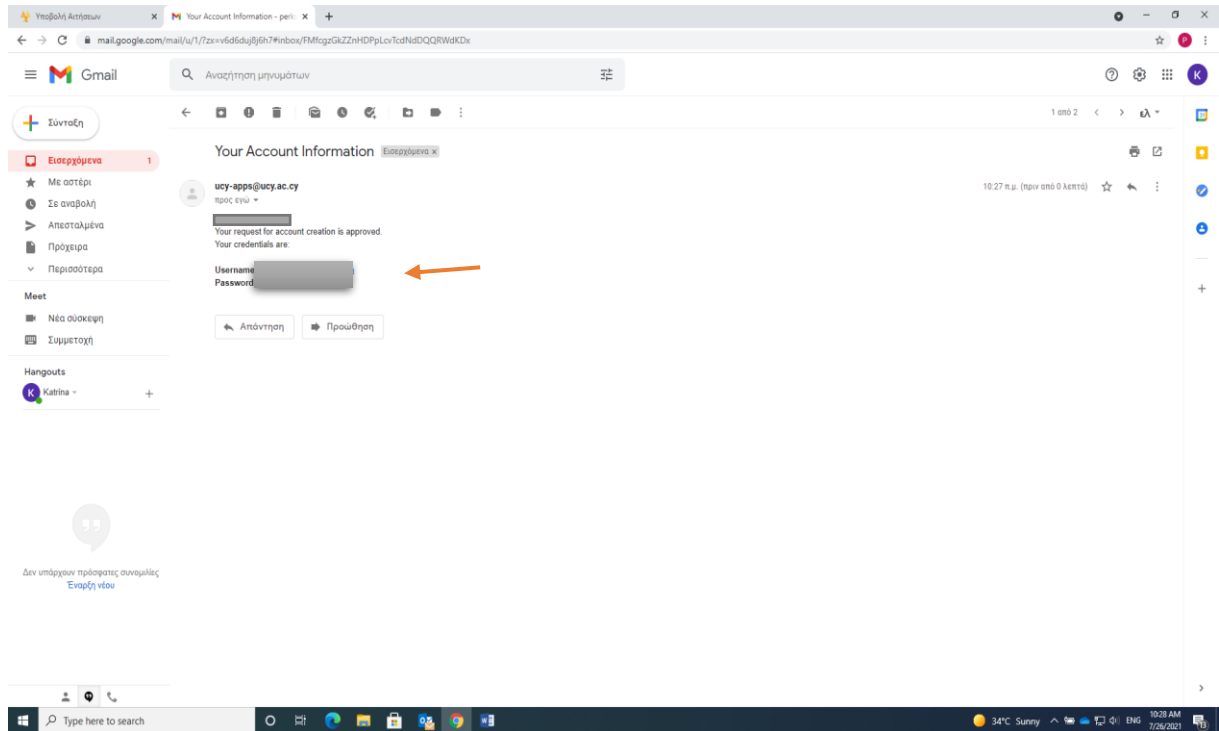 Υποβολή Αιτήσεων
Your Account Information - peri
mail.google.com/mail/u/1/?zx=v6d6duj8j6h7#inbox/FMfcgzGkZZnHDPpLcvTcdNdDQQRWdKDx
P
Gmail
Αναζήτηση μηνυμάτων
K
Σύνταξη
1 από 2
ελ
Εισερχόμενα 1
Your Account Information Εισερχόμενα x
Με αστέρι
ucy-apps@ucy.ac.cy
10:27 π.μ. (πριν από 0 λεπτά)
προς εγώ
Σε αναβολή
Απεσταλμένα
Πρόχειρα
Περισσότερα
Your request for account creation is approved.
Your credentials are:
Username
Password
Απάντηση
Προώθηση
Meet
Νέα σύσκεψη
Συμμετοχή
Hangouts
K Katrina
Δεν υπάρχουν πρόσφατες συνομιλίες
Έναρξη νέου
Type here to search
34°C Sunny
ENG
10:28 AM
7/26/2021